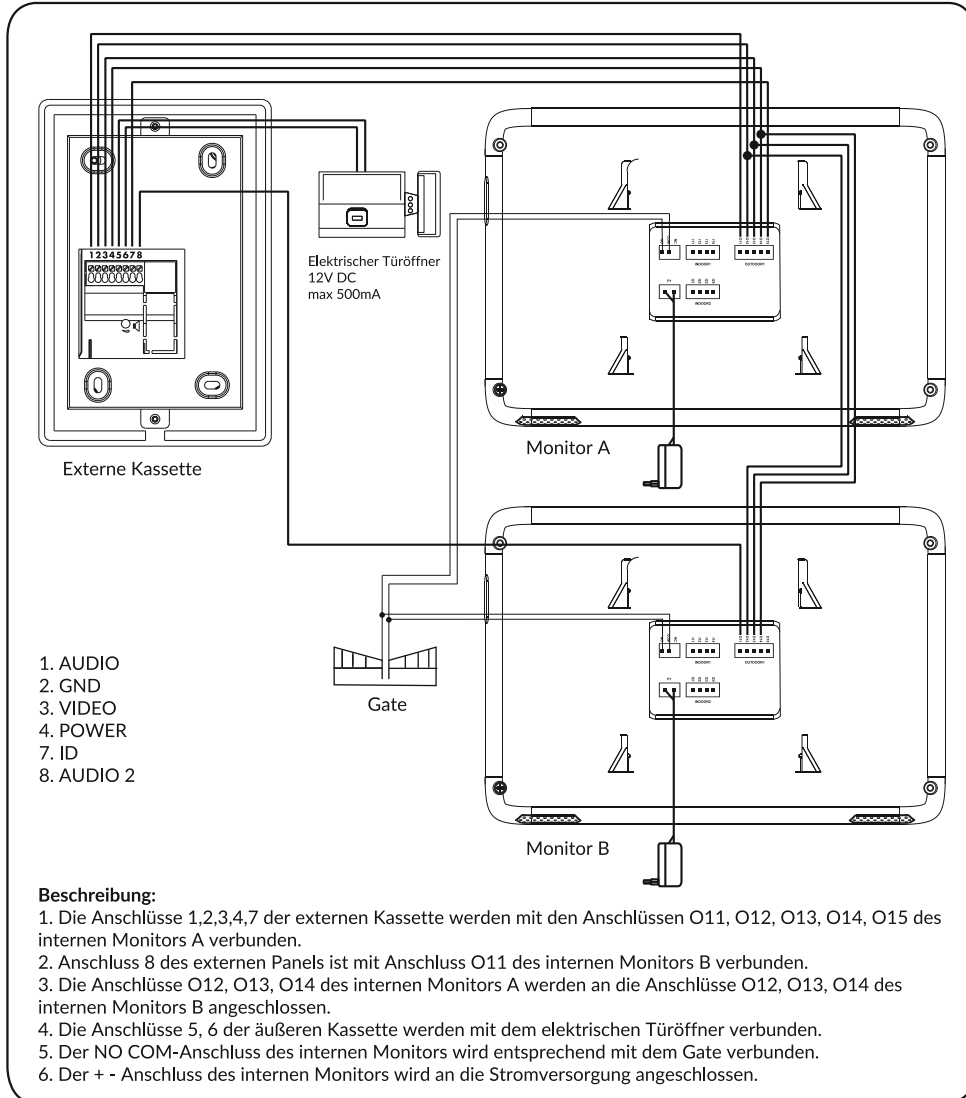 12345678
Elektrischer Türöffner
12V DC
max 500mA
Externe Kassette
INDOOR1
OUTDOOR1
INDOOR2
Monitor A
INDOOR1
OUTDOOR1
INDOOR2
Gate
Monitor B
1. AUDIO
2. GND
3. VIDEO
4. POWER
7. ID
8. AUDIO 2
Beschreibung:
1. Die Anschlüsse 1,2,3,4,7 der externen Kassette werden mit den Anschlüssen O11, O12, O13, O14, O15 des
internen Monitors A verbunden.
2. Anschluss 8 des externen Panels ist mit Anschluss O11 des internen Monitors B verbunden.
3. Die Anschlüsse O12, O13, O14 des internen Monitors A werden an die Anschlüsse O12, O13, O14 des
internen Monitors B angeschlossen.
4. Die Anschlüsse 5, 6 der äußeren Kassette werden mit dem elektrischen Türöffner verbunden.
5. Der NO COM-Anschluss des internen Monitors wird entsprechend mit dem Gate verbunden.
6. Der + - Anschluss des internen Monitors wird an die Stromversorgung angeschlossen.